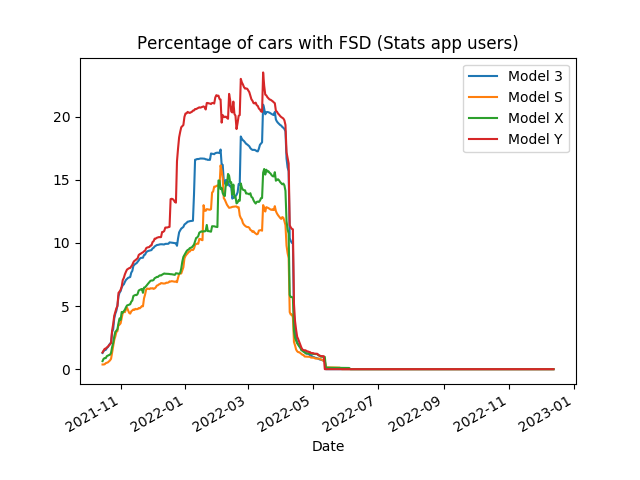 Percentage of cars with FSD (Stats app users)
Model 3
Model S
Model X
Model Y
20
15
10
5
0
2021-11
2022-01
2022-03
2022-05
2022-07
2022-09
2022-11
2023-01
Date